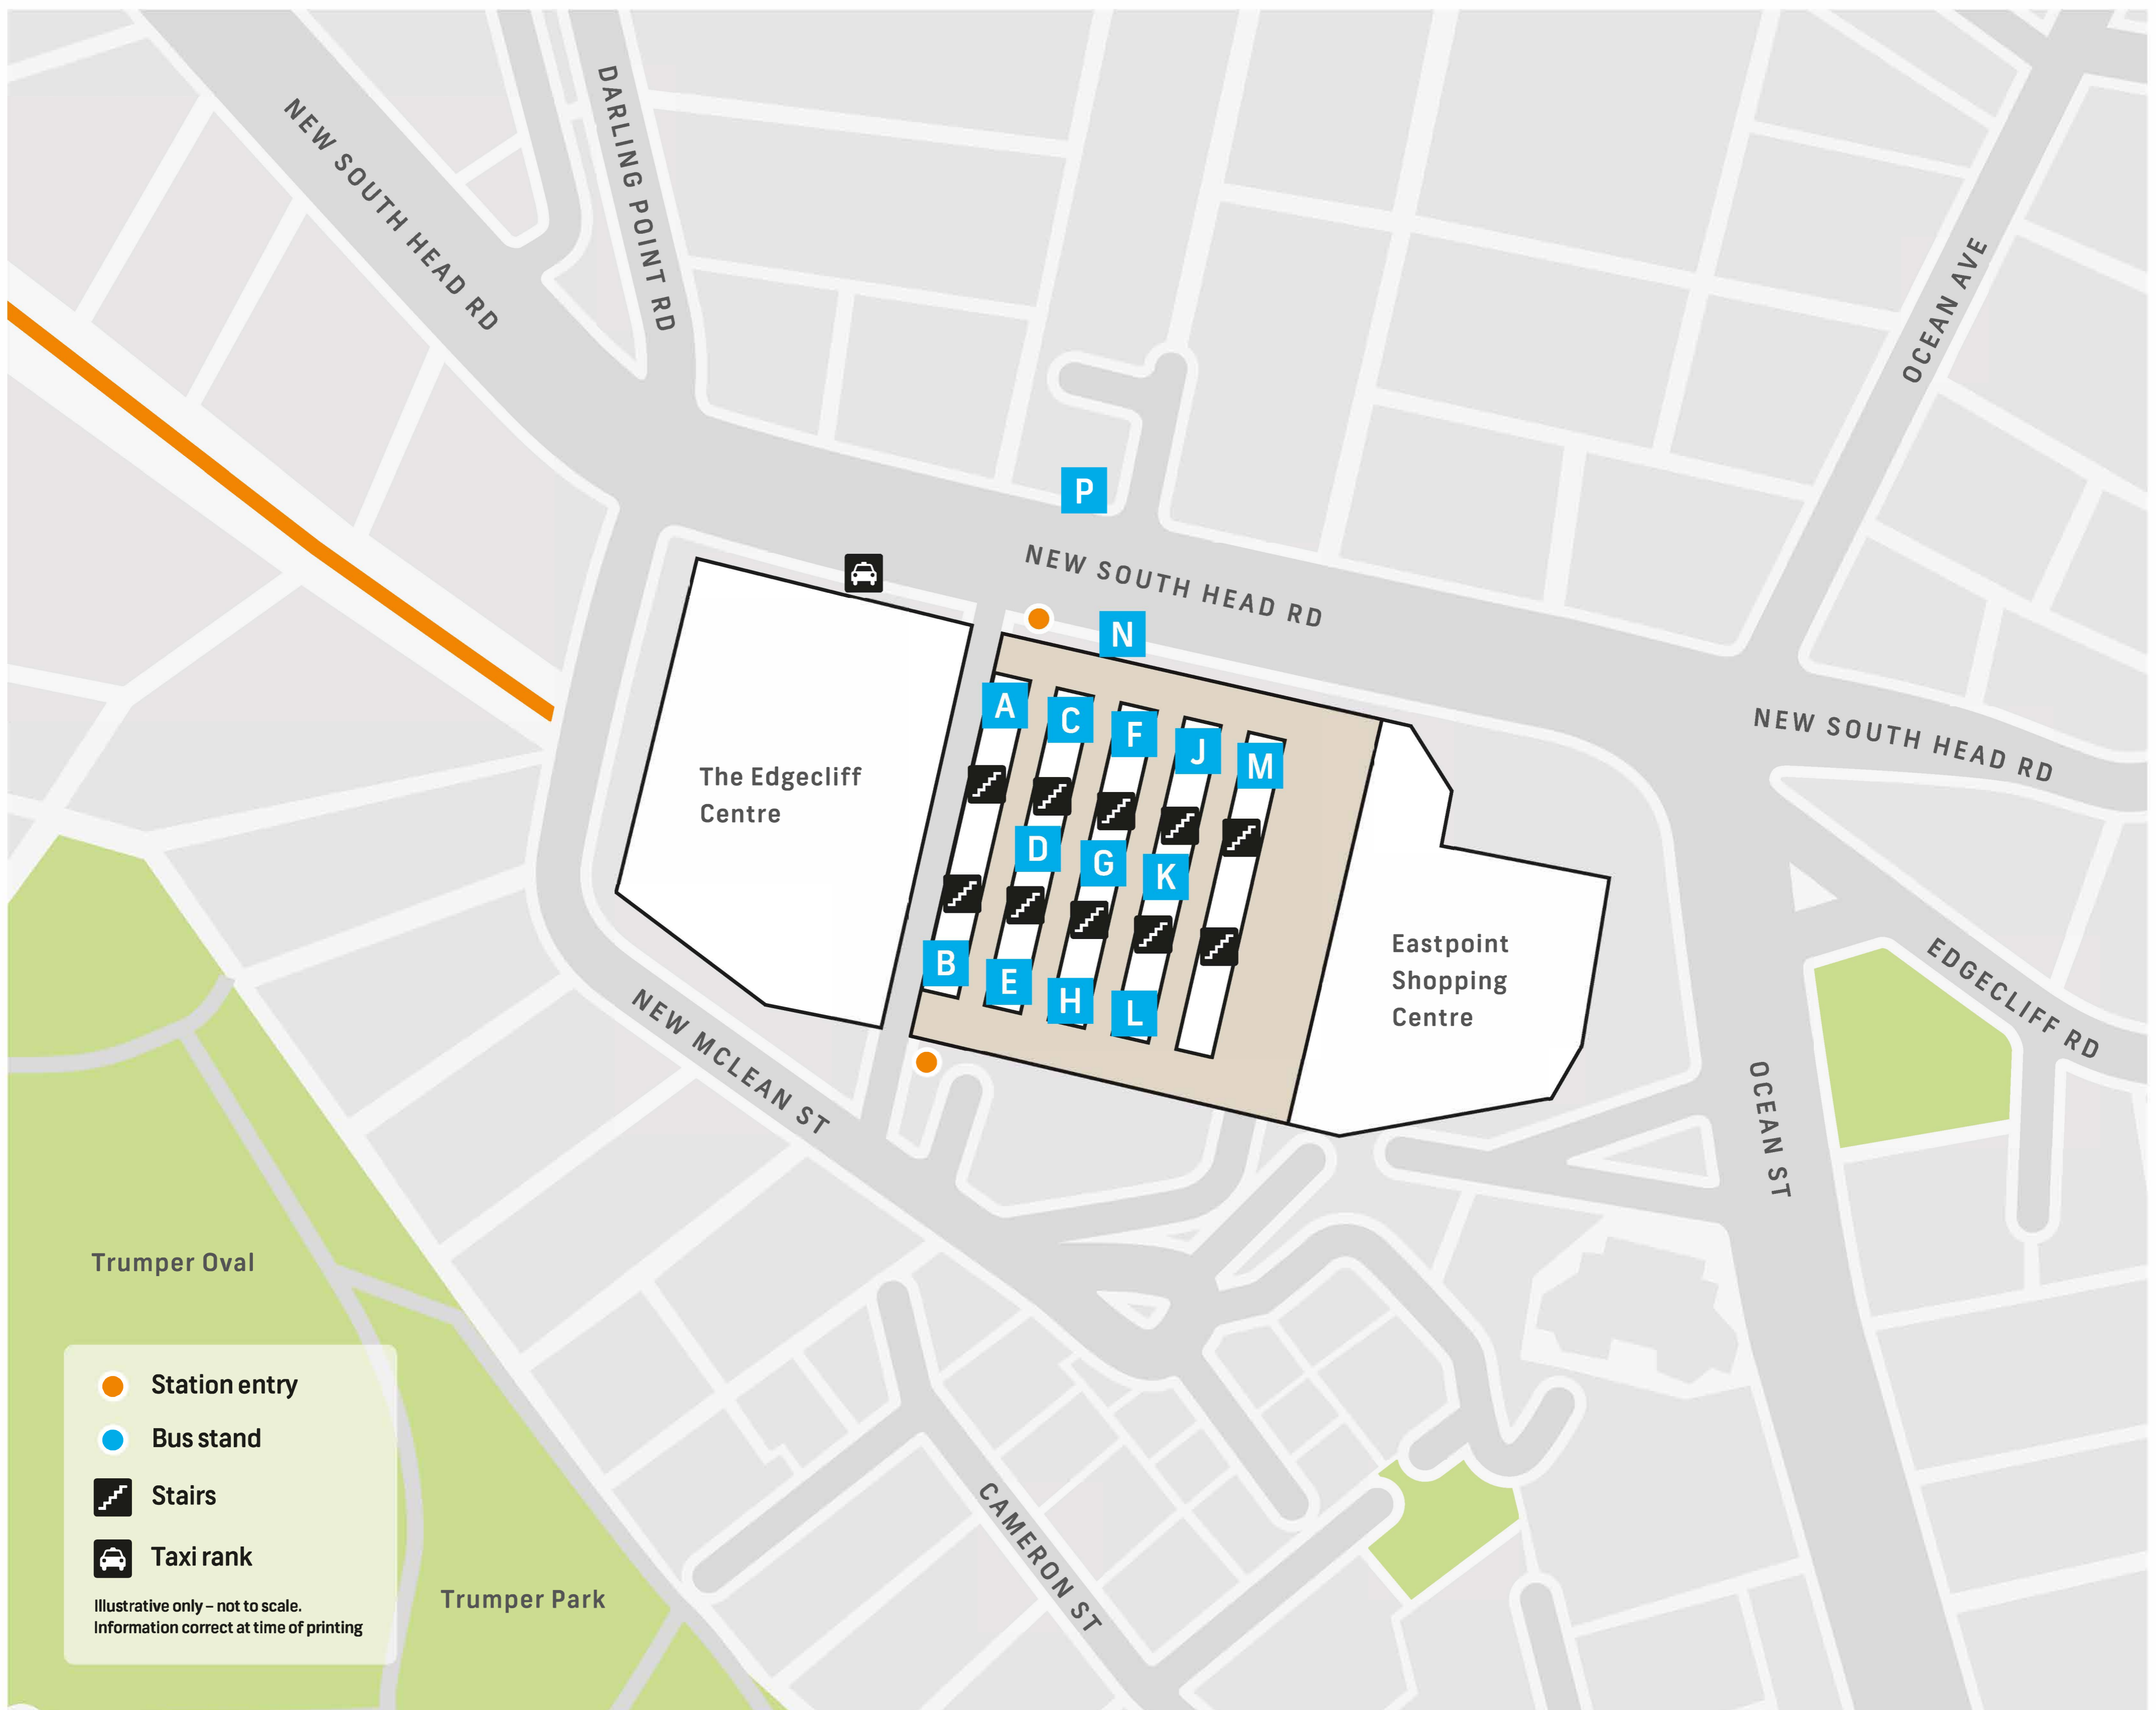 NEW SOUTH HEAD RD
DARLING POINT RD
OCEAN AVE
P
NEW SOUTH HEAD RD
N
A
C
F
J
M
NEW SOUTH HEAD RD
The Edgecliff
Centre
D
G
K
B
E
H
L
Eastpoint
Shopping
Centre
EDGECLIFF RD
NEW MCLEAN ST
OCEAN ST
Trumper Oval
CAMERON ST
Trumper Park
Station entry
Bus stand
Stairs
Taxi rank
Illustrative only – not to scale.
Information correct at time of printing